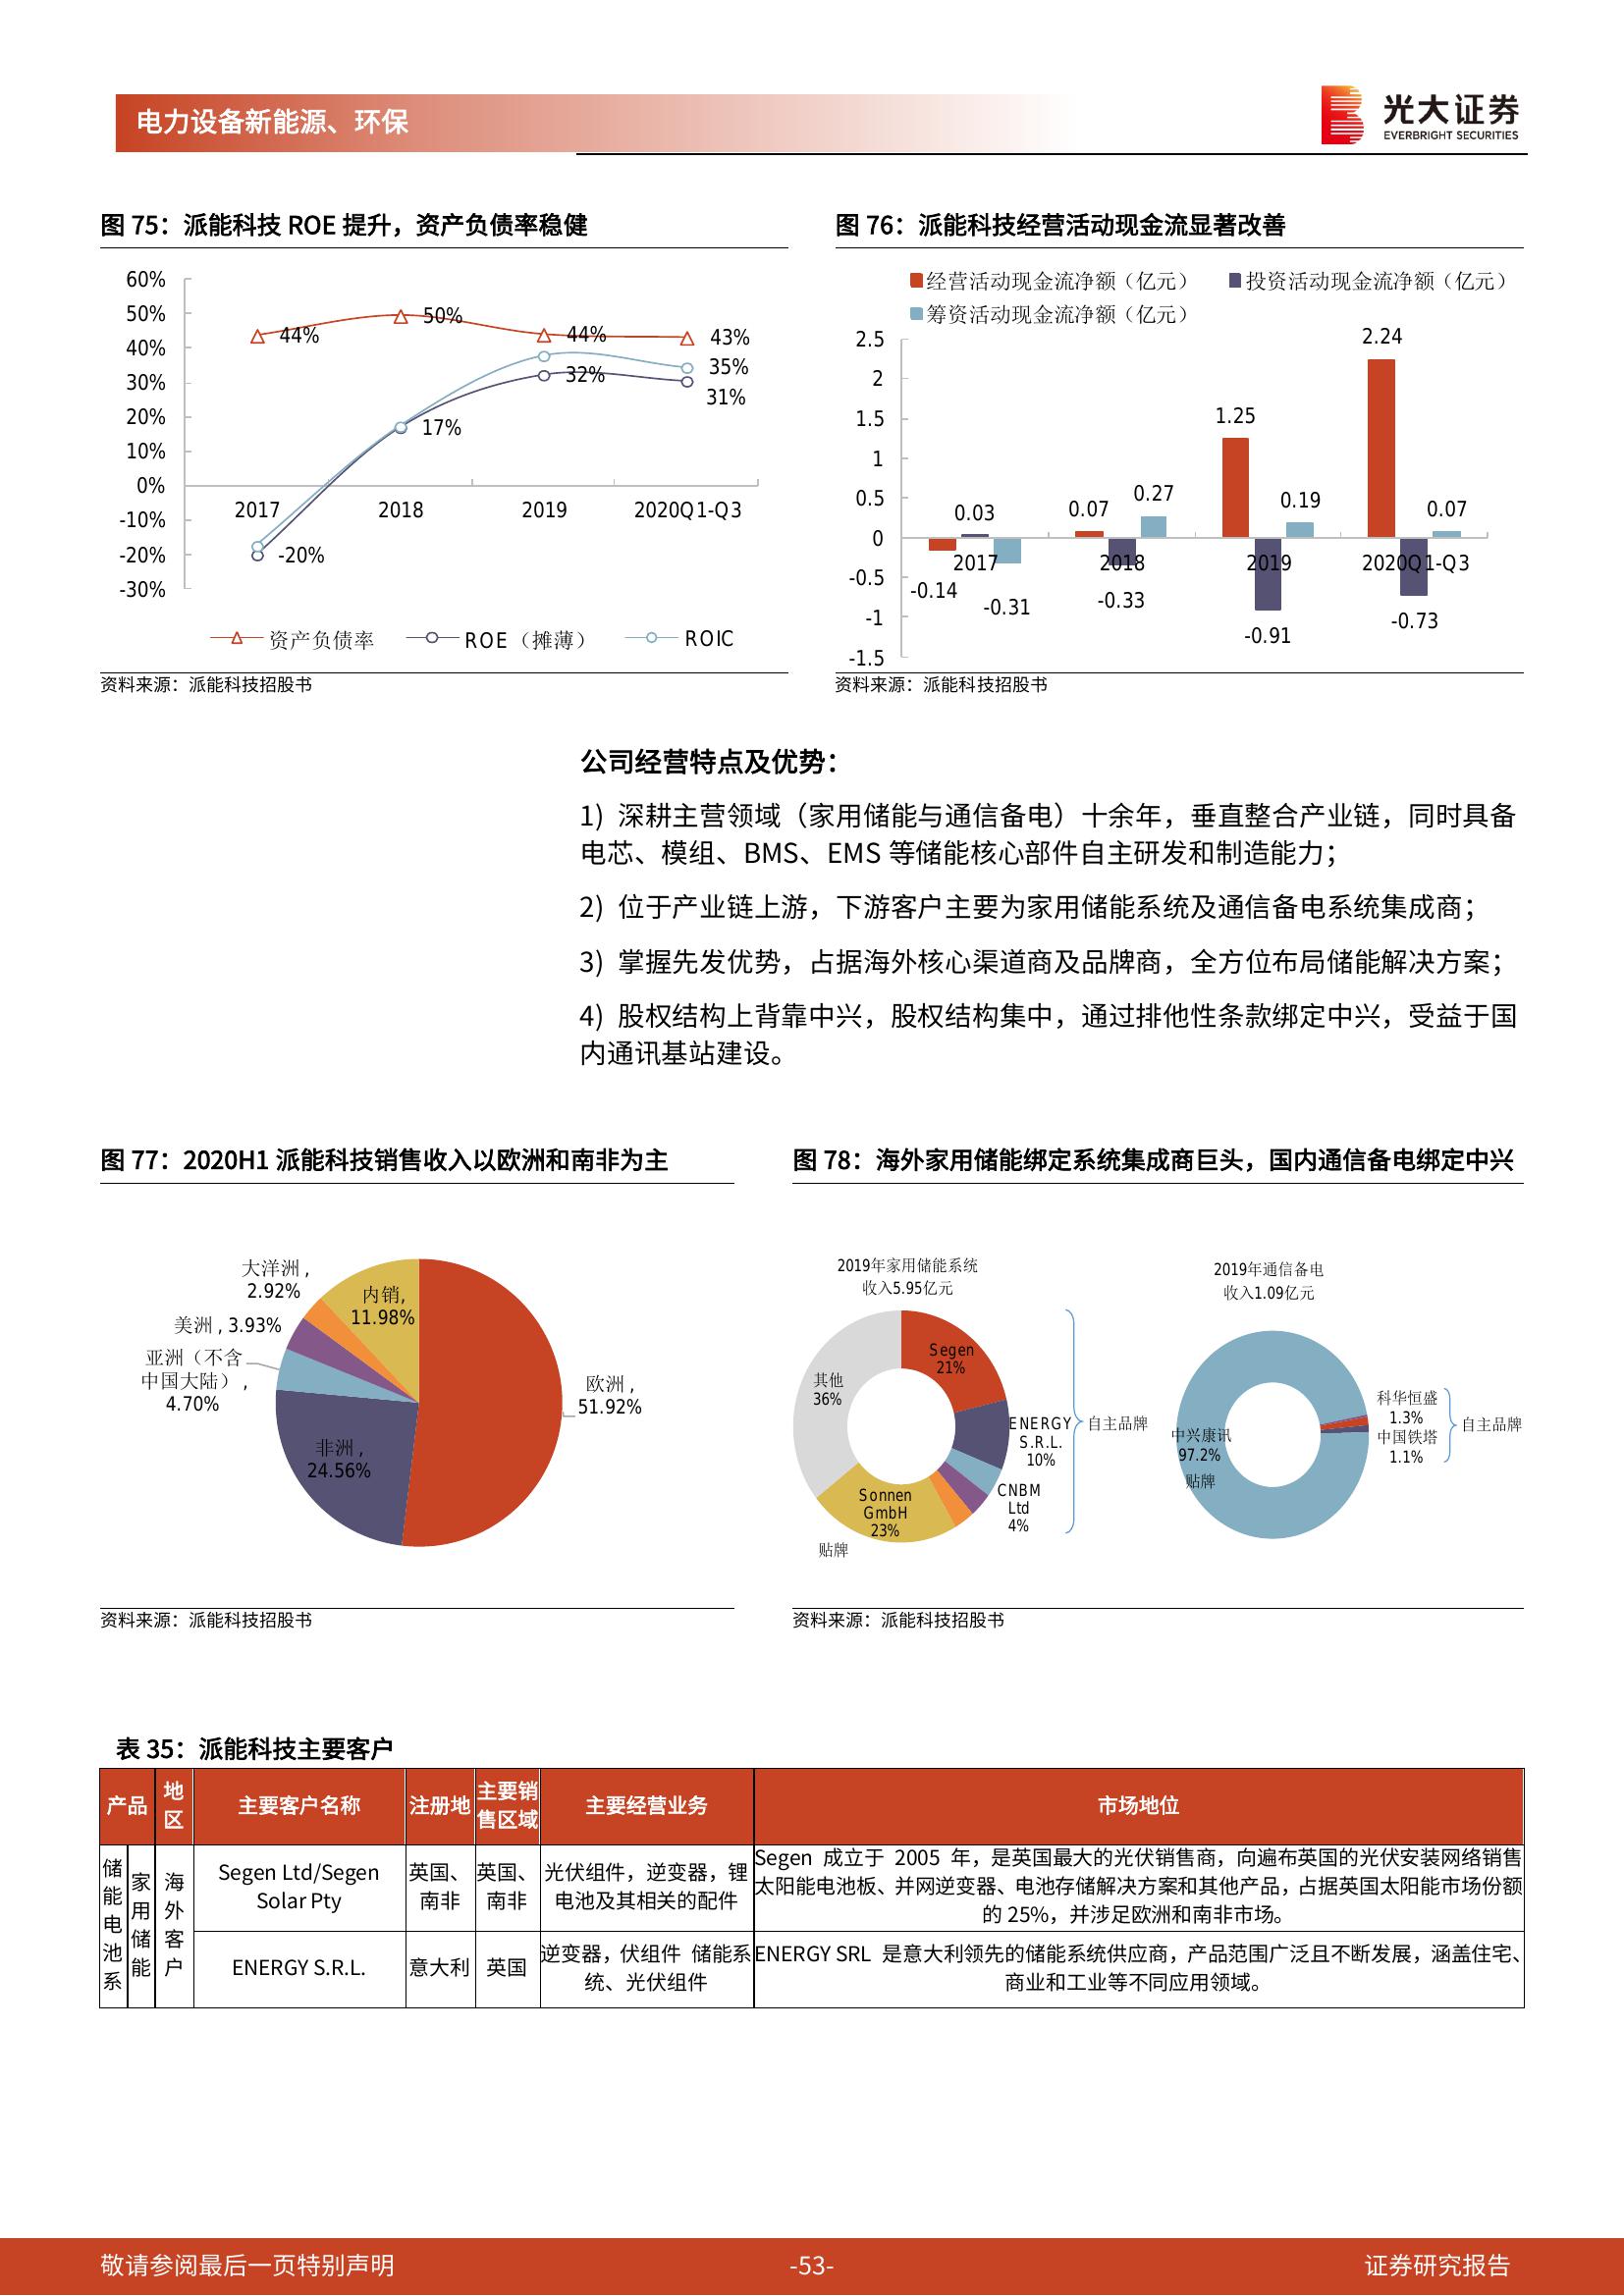 电力设备新能源、环保
光大证券
EVERBRIGHT SECURITIES
图 75：派能科技 ROE 提升，资产负债率稳健
60%
50%
40%
30%
20%
10%
0%
-10%
-20%
-30%
44%
50%
44%
43%
35%
32%
31%
17%
-20%
2017
2018
2019
2020Q1-Q3
资产负债率
ROE（摊薄）
ROIC
资料来源：派能科技招股书
图 76：派能科技经营活动现金流显著改善
经营活动现金流净额（亿元）
投资活动现金流净额（亿元）
筹资活动现金流净额（亿元）
2.5
2
1.5
1
0.5
0
-0.5
-1
-1.5
-0.14
0.03
-0.31
0.07
-0.33
0.27
1.25
-0.91
0.19
2.24
-0.73
0.07
2017
2018
2019
2020Q1-Q3
资料来源：派能科技招股书
公司经营特点及优势：
1) 深耕主营领域（家用储能与通信备电）十余年，垂直整合产业链，同时具备
电芯、模组、BMS、EMS 等储能核心部件自主研发和制造能力；
2) 位于产业链上游，下游客户主要为家用储能系统及通信备电系统集成商；
3) 掌握先发优势，占据海外核心渠道商及品牌商，全方位布局储能解决方案；
4) 股权结构上背靠中兴，股权结构集中，通过排他性条款绑定中兴，受益于国
内通讯基站建设。
图 77：2020H1 派能科技销售收入以欧洲和南非为主
大洋洲 ,
2.92%
内销,
11.98%
美洲 , 3.93%
亚洲（不含
中国大陆）,
4.70%
欧洲 ,
51.92%
非洲 ,
24.56%
资料来源：派能科技招股书
图 78：海外家用储能绑定系统集成商巨头，国内通信备电绑定中兴
2019年家用储能系统
收入5.95亿元
Segen
21%
其他
36%
ENERGY
S.R.L.
10%
自主品牌
CNBM
Ltd
4%
Sonnen
GmbH
23%
贴牌
2019年通信备电
收入1.09亿元
科华恒盛
1.3%
中国铁塔
1.1%
自主品牌
中兴康讯
97.2%
贴牌
资料来源：派能科技招股书
表 35：派能科技主要客户
产品
地
区
主要客户名称
注册地
主要销
售区域
主要经营业务
市场地位
储
能
电
池
系
家
用
储
能
海
外
客
户
Segen Ltd/Segen
Solar Pty
英国、
南非
英国、
南非
光伏组件，逆变器，锂
电池及其相关的配件
Segen 成立于 2005 年，是英国最大的光伏销售商，向遍布英国的光伏安装网络销售
太阳能电池板、并网逆变器、电池存储解决方案和其他产品，占据英国太阳能市场份额
的 25%，并涉足欧洲和南非市场。
ENERGY S.R.L.
意大利
英国
逆变器，伏组件 储能系
统、光伏组件
ENERGY SRL 是意大利领先的储能系统供应商，产品范围广泛且不断发展，涵盖住宅、
商业和工业等不同应用领域。
敬请参阅最后一页特别声明
-53-
证券研究报告